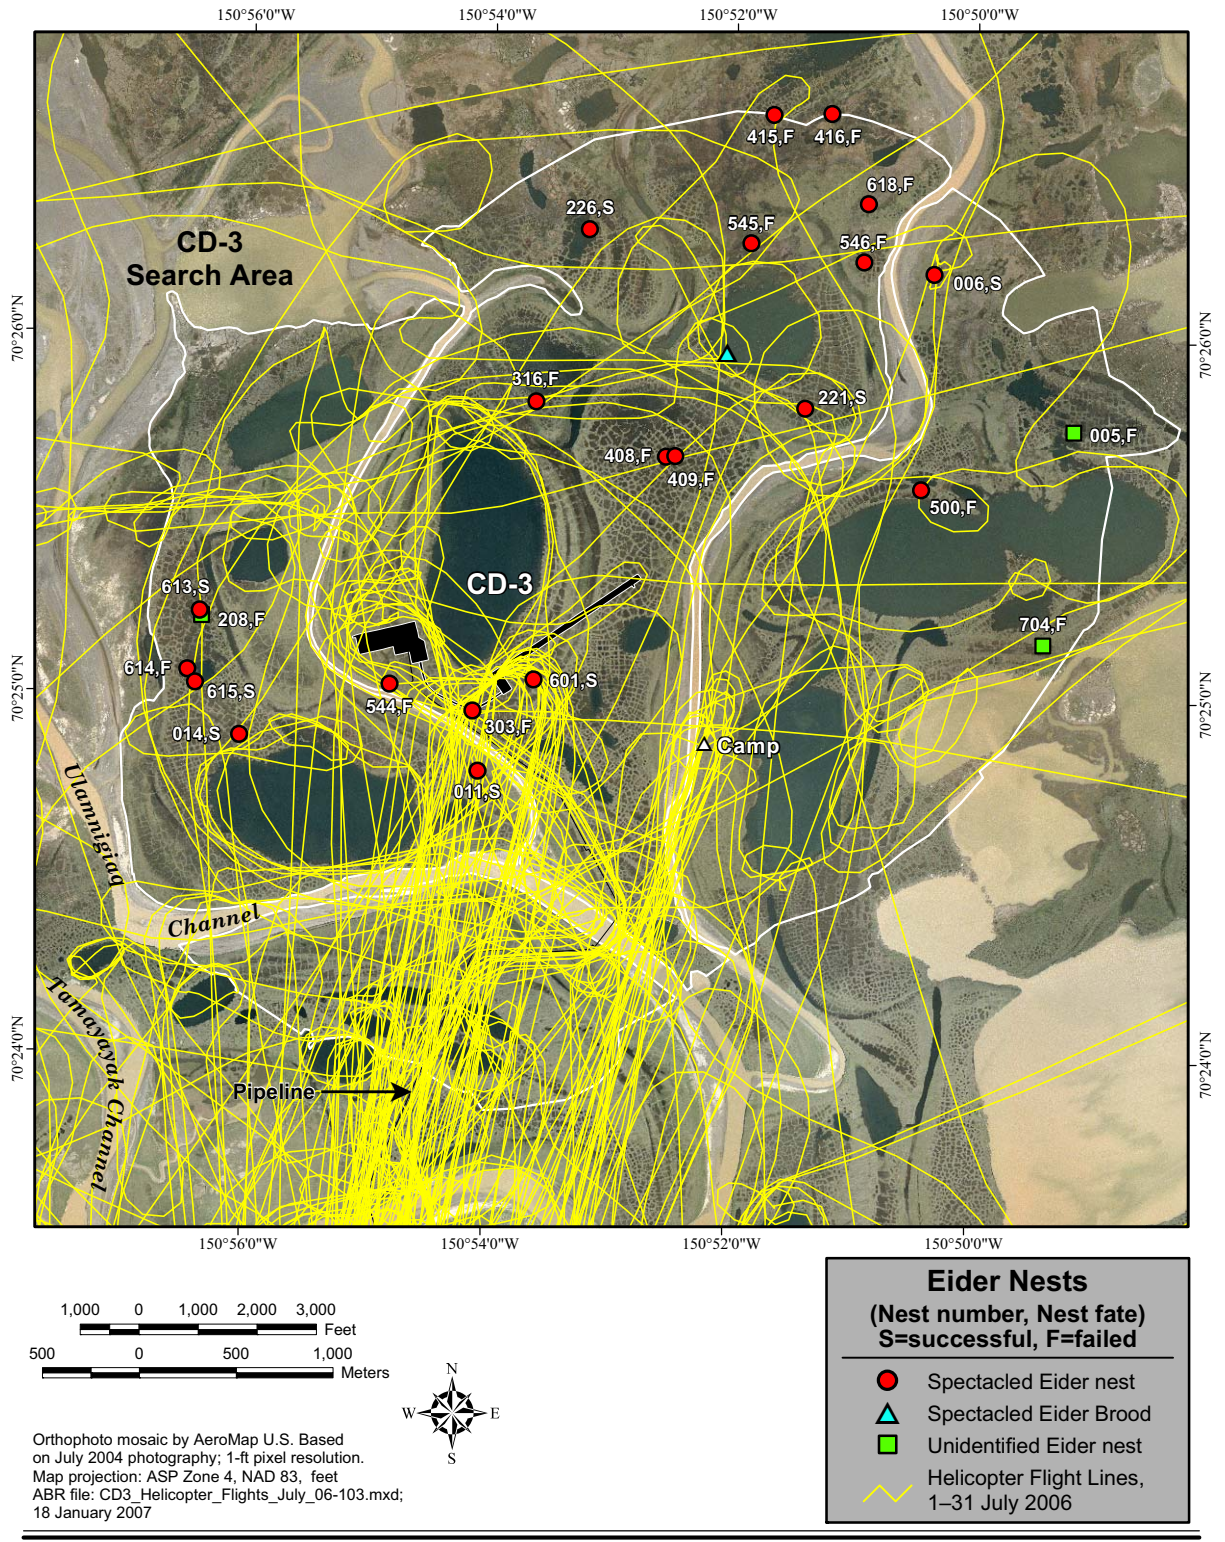 150°56'0"W
150°54'0"W
150°52'0"W
150°50'0"W
415,F
416,F
618,F
226,S
545,F
546,F
006,S
CD-3
Search Area
70°26'0"N
70°26'0"N
316,F
221,S
005,F
408,F
409,F
500,F
CD-3
613,S
208,F
704,F
614,F
615,S
601,S
544,F
303,F
014,S
70°25'0"N
70°25'0"N
Camp
011,S
Ulamnigiaq
Channel
Tamayayak Channel
70°24'0"N
70°24'0"N
Pipeline
150°56'0"W
150°54'0"W
150°52'0"W
150°50'0"W
1,000 0 1,000 2,000 3,000
Feet
500 0 500 1,000
Meters
N
W E
S
Orthophoto mosaic by AeroMap U.S. Based
on July 2004 photography; 1-ft pixel resolution.
Map projection: ASP Zone 4, NAD 83, feet
ABR file: CD3_Helicopter_Flights_July_06-103.mxd;
18 January 2007
Eider Nests
(Nest number, Nest fate)
S=successful, F=failed
Spectacled Eider nest
Spectacled Eider Brood
Unidentified Eider nest
Helicopter Flight Lines,
1–31 July 2006